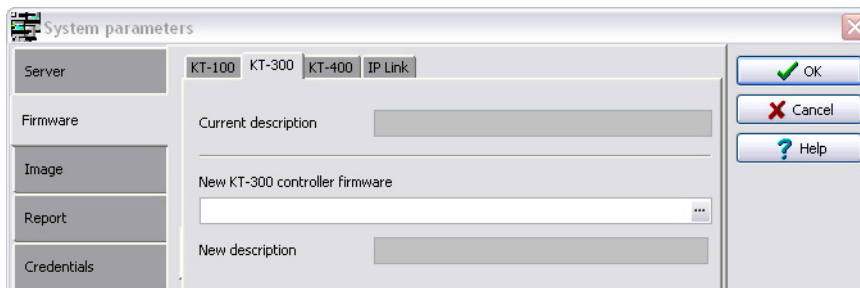 System parameters
Server
Firmware
Image
Report
Credentials
KT-100 KT-300 KT-400 IP Link
Current description
New KT-300 controller firmware
...
New description
OK
Cancel
Help